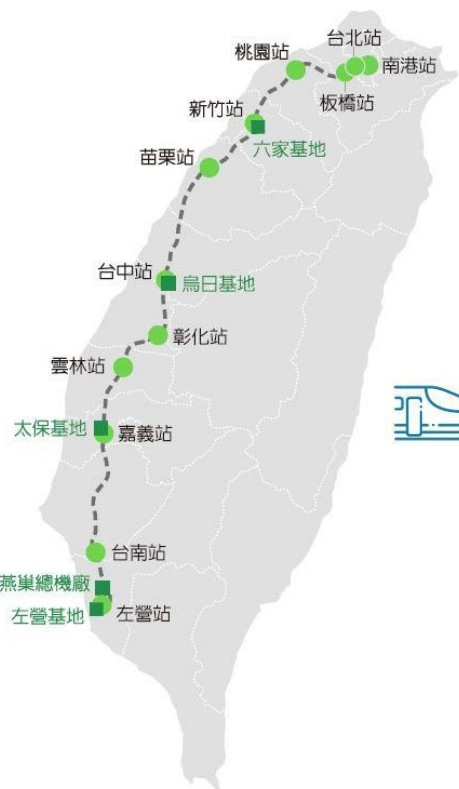 台北站
桃園站
南港站
板橋站
新竹站
六家基地
苗栗站
台中站
烏日基地
彰化站
雲林站
太保基地
嘉義站
台南站
燕巢總機廠
左營基地
左營站